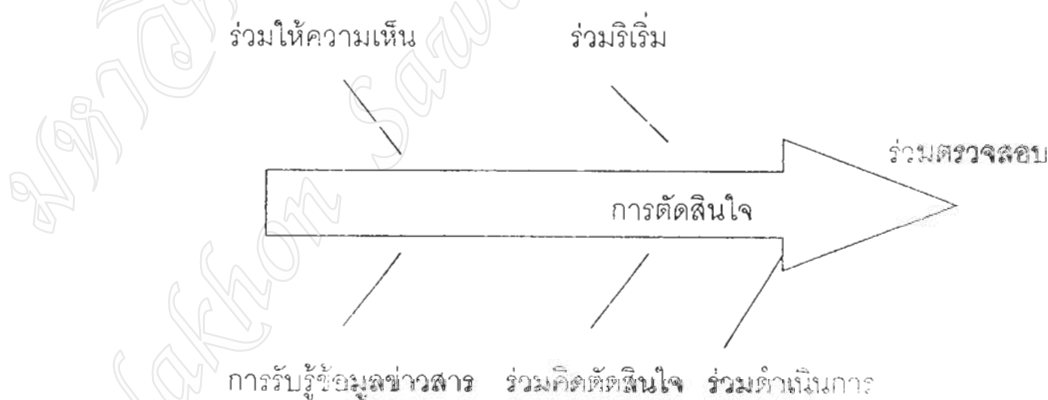 ร่วมให้ความเห็น ร่วมริเริ่ม
ร่วมตรวจสอบ
การตัดสินใจ
การรับรู้ข้อมูลข่าวสาร ร่วมคิดตัดสินใจ ร่วมดำเนินการ